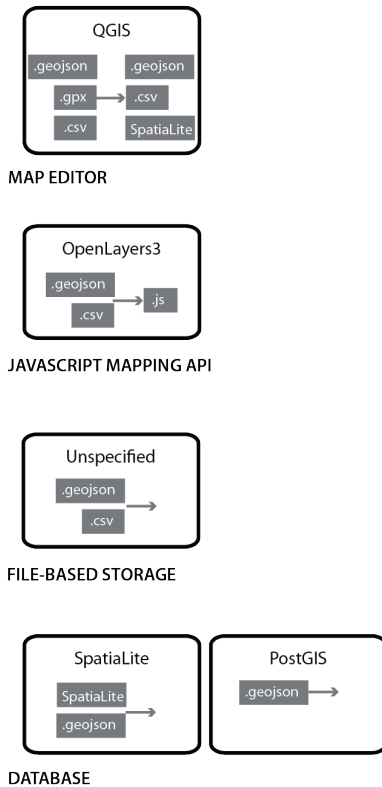 QGIS
.geojson .geojson
.gpx .csv
.csv SpatiaLite
MAP EDITOR
OpenLayers3
.geojson
.js
.csv
JAVASCRIPT MAPPING API
Unspecified
.geojson
.csv
FILE-BASED STORAGE
SpatiaLite PostGIS
SpatiaLite .geojson
.geojson
DATABASE